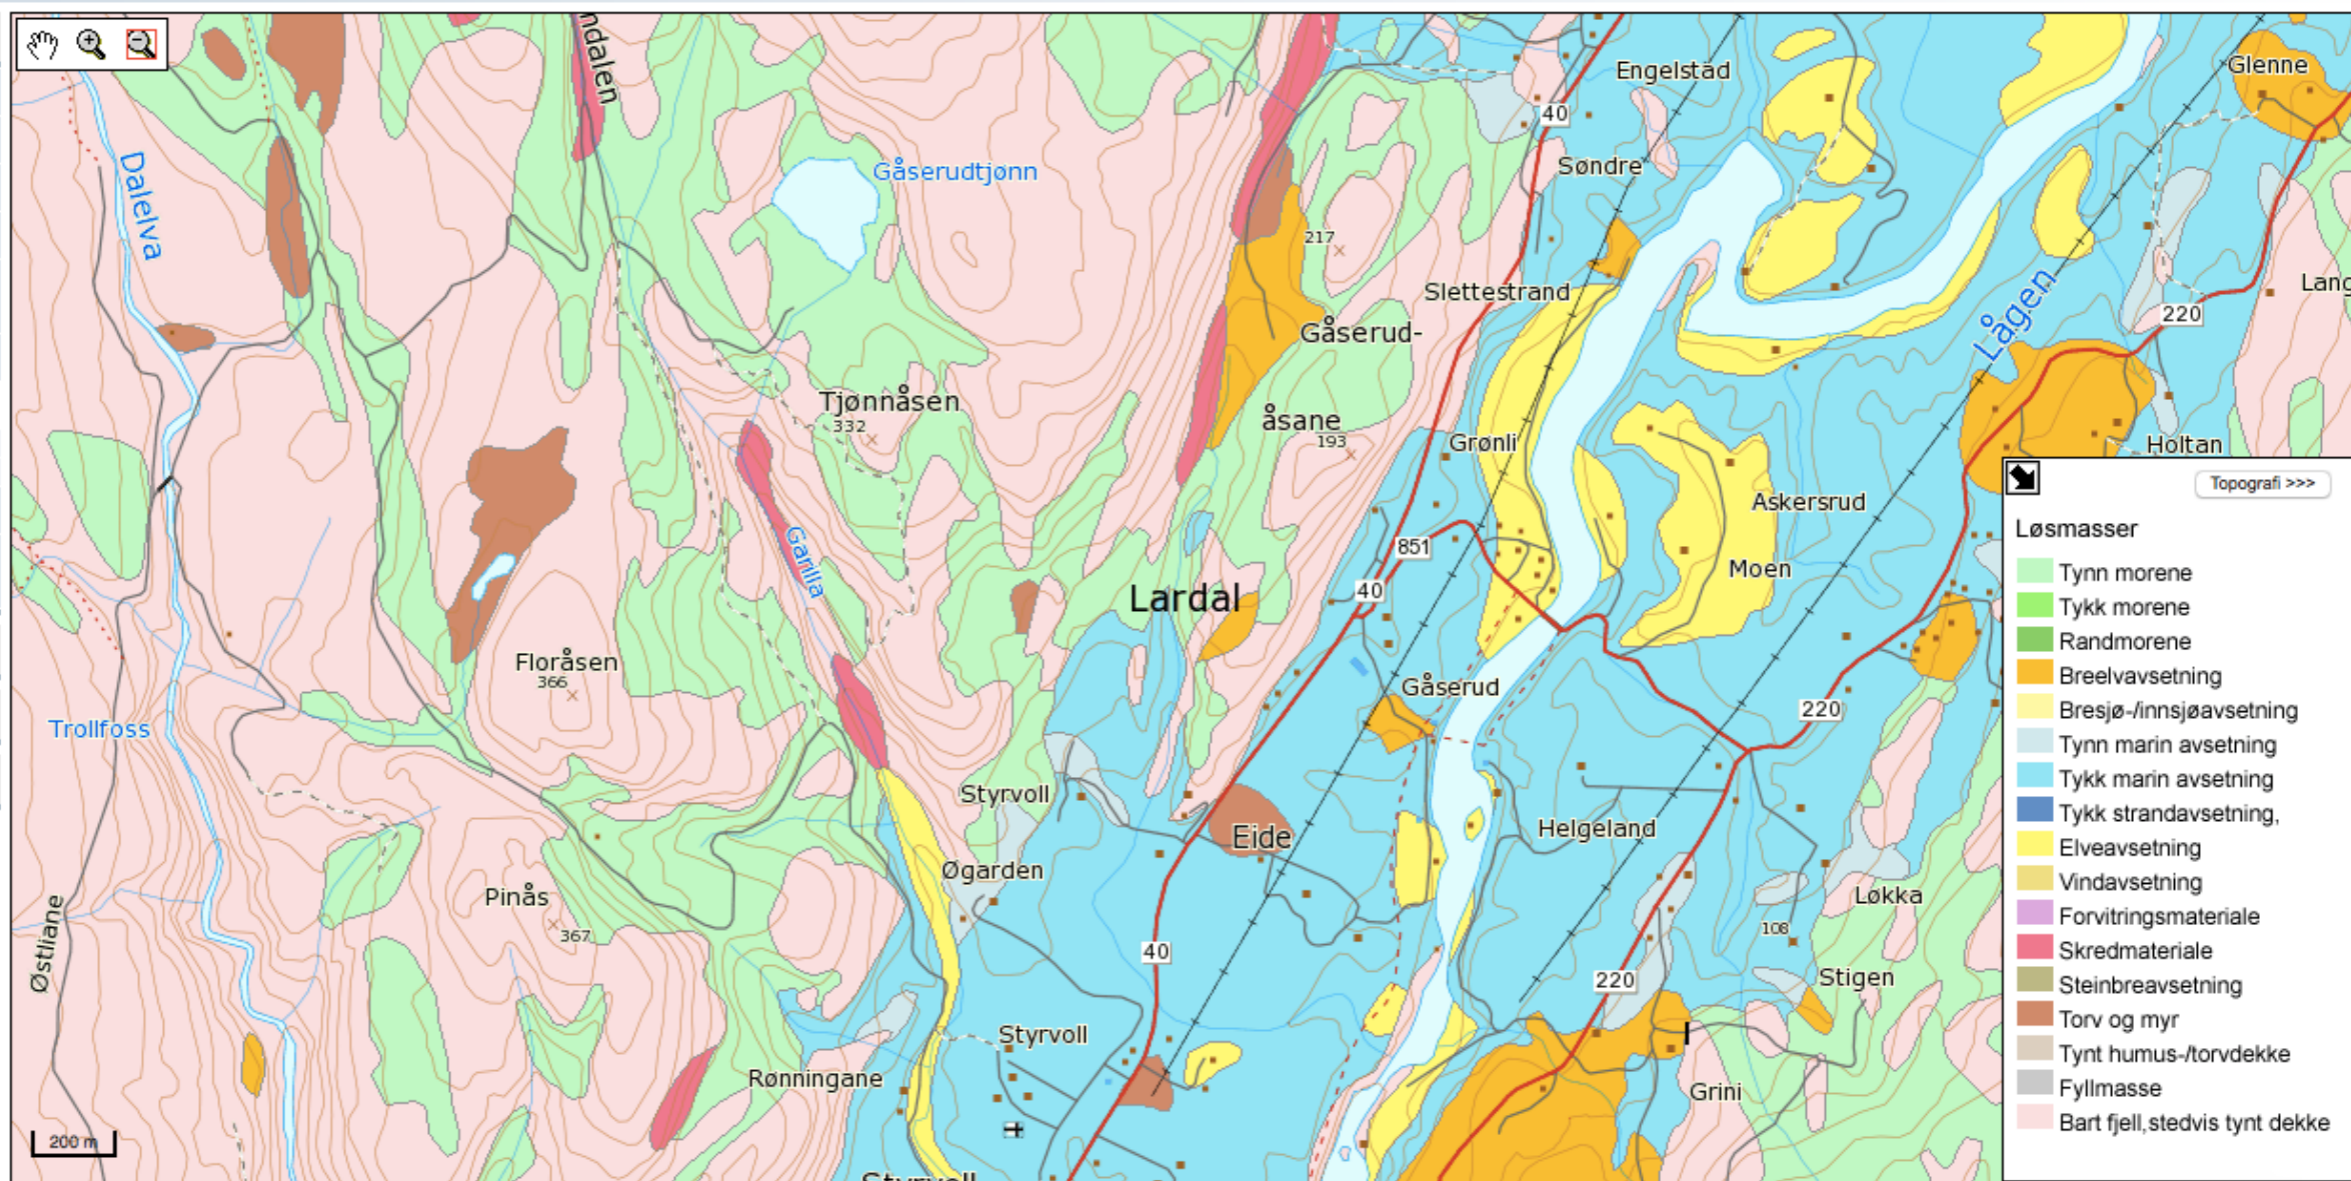 ndalen
Engelstad
Glenne
40
Søndre
Dalelva
Gåserudtjønn
217
Slettestrand
Lågen
Lang
220
Gåserud-
Tjønnåsen
332
åsane
193
Grønli
Holtan
Askersrud
Garilla
851
Moen
40
Lardal
Floråsen
366
Gåserud
220
Trollfoss
Styrvoll
Eide
Helgeland
Øgarden
Løkka
Pinås
367
108
Østliane
40
220
Stigen
Styrvoll
Rønningane
Grini
200 m
Styrvoll
Topografi >>>
Løsmasser
Tynn morene
Tykk morene
Randmorene
Breelvavsetning
Bresjø-/innsjøavsetning
Tynn marin avsetning
Tykk marin avsetning
Tykk strandavsetning,
Elveavsetning
Vindavsetning
Forvitringsmateriale
Skredmateriale
Steinbreavsetning
Torv og myr
Tynt humus-/torvdekke
Fyllmasse
Bart fjell,stedvis tynt dekke